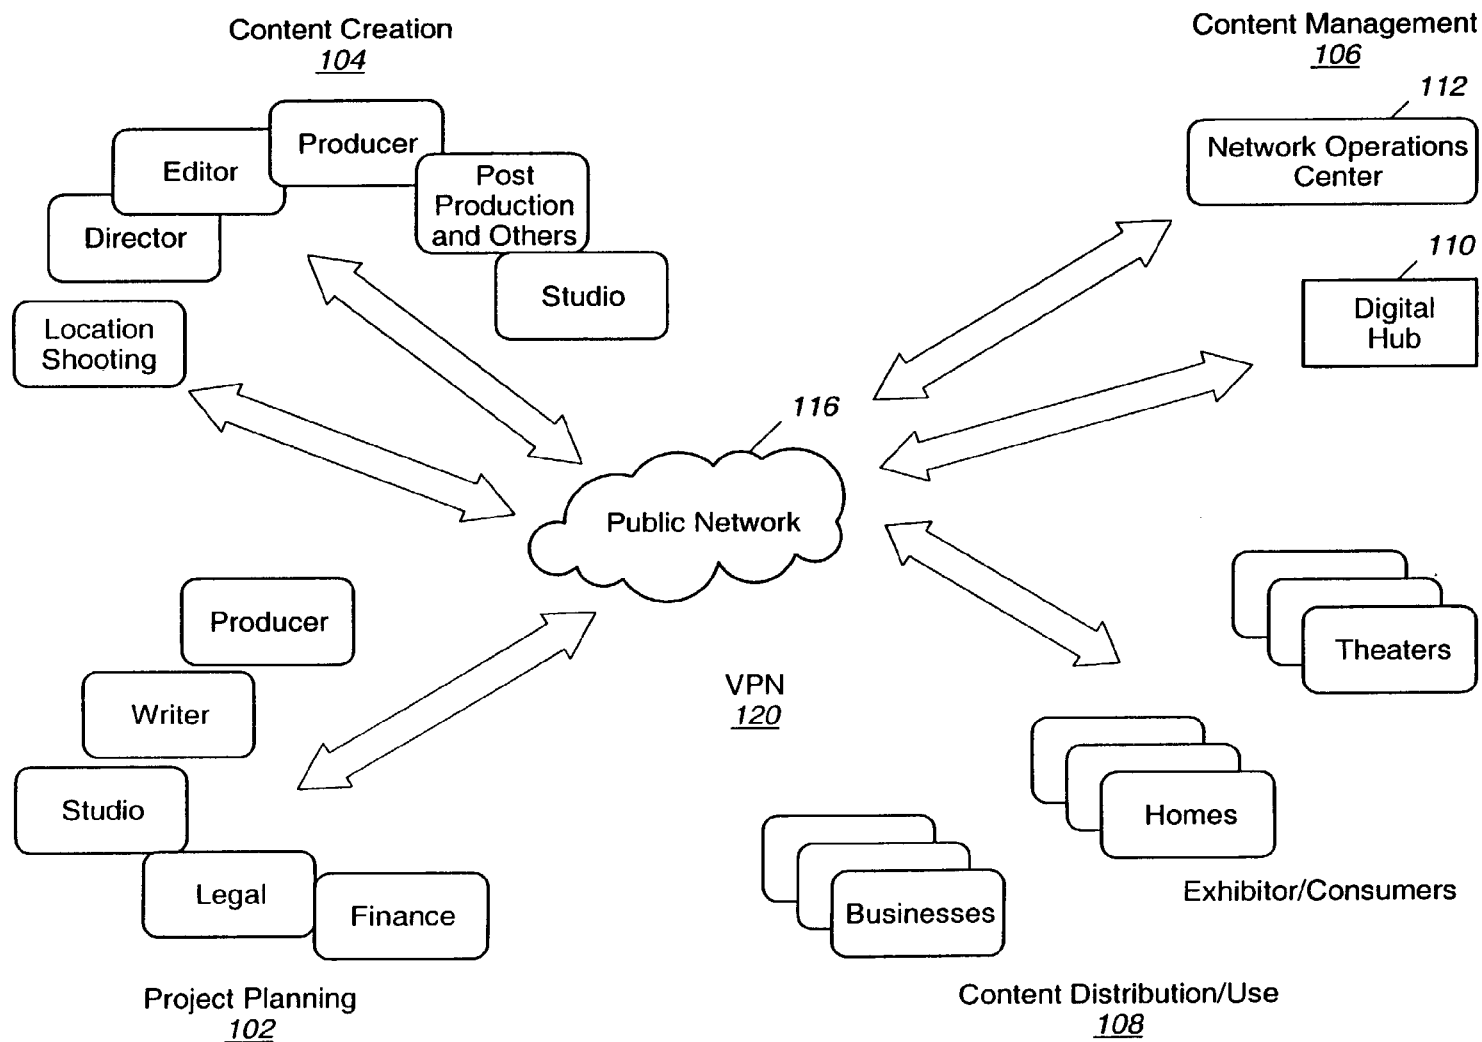 Content Creation
104
Content Management
106
112
Producer
Editor
Post
Production
and Others
Director
Studio
Location
Shooting
Network Operations
Center
110
Digital
Hub
116
Public Network
Producer
Writer
Studio
Legal
Finance
VPN
120
Theaters
Homes
Businesses
Exhibitor/Consumers
Project Planning
102
Content Distribution/Use
108